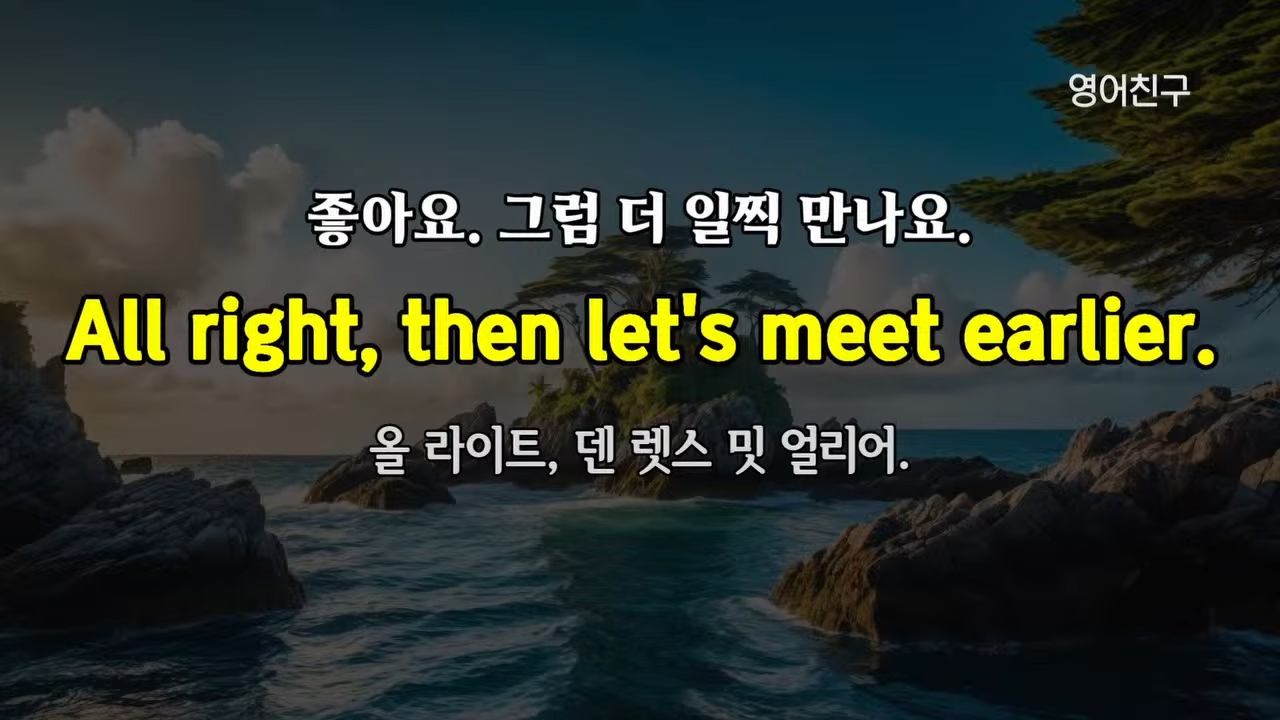 영어친구
좋아요. 그럼 더 일찍 만나요.
All right, then let's meet earlier.
올 라이트, 덴 렛스 밋 얼리어.